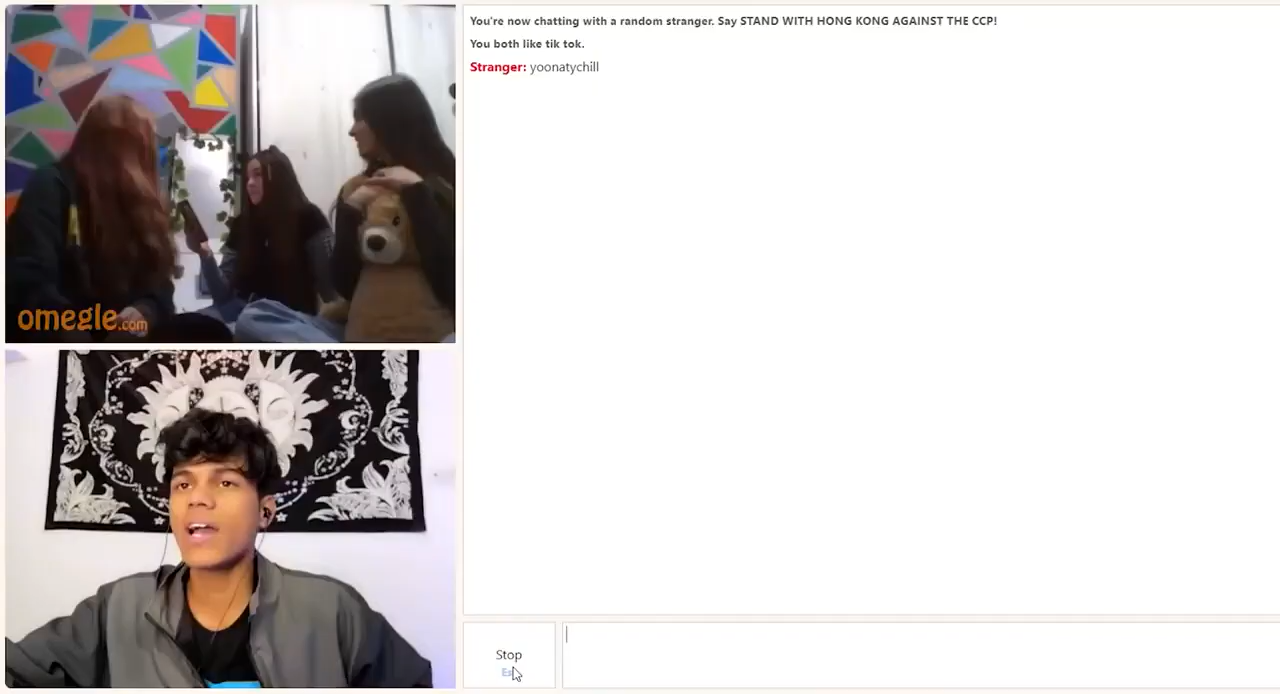 You're now chatting with a random stranger. Say STAND WITH HONG KONG AGAINST THE CCP!
You both like tik tok.
Stranger: yoonatychill
omegle.com
Stop